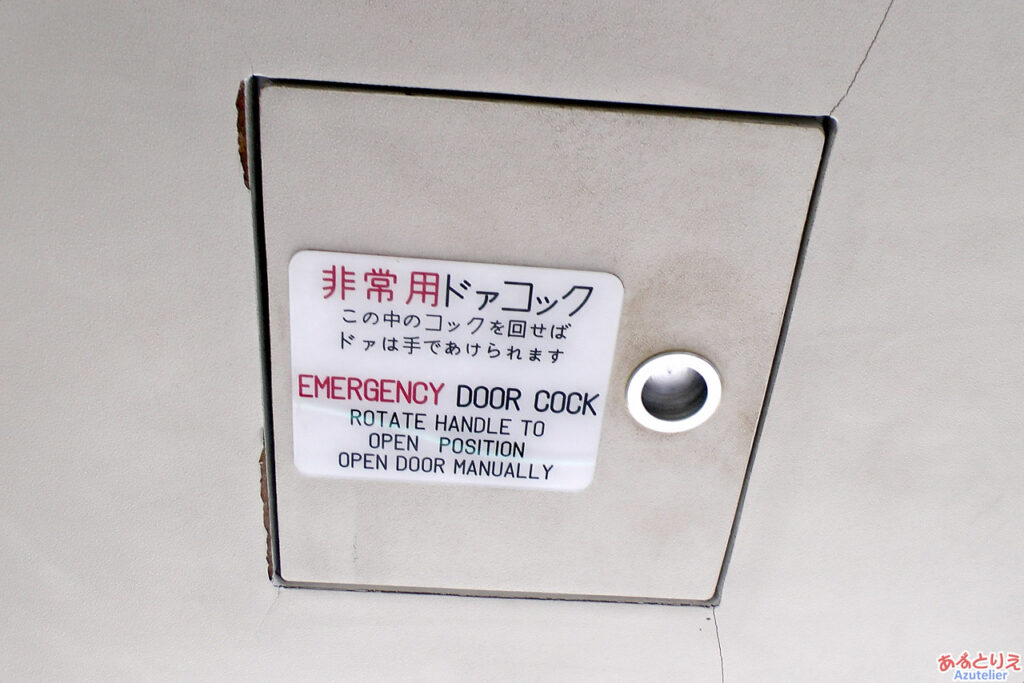 非常用ドァコック
この中のコックを回せば
ドァは手であけられます
EMERGENCY DOOR COCK
ROTATE HANDLE TO
OPEN POSITION
OPEN DOOR MANUALLY
あるとりえ
Azutelier